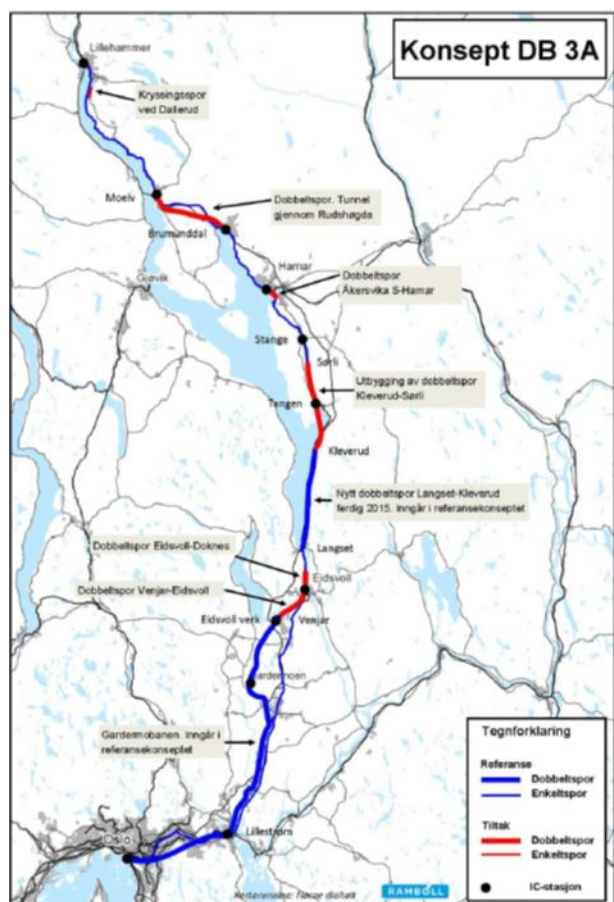 Konsept DB 3A
Lillehammer
Kryssingsspor
ved Dallerud
Moelv
Dobbeltspor. Tunnel
gjennom Rudshøgda
Brumunddal
Gjøvik
Hamar
Dobbeltspor
Åkersvika S-Hamar
Stange
Sørli
Utbygging av dobbeltspor
Kleverud-Sørli
Tangen
Kleverud
Nytt dobbeltspor Langset-Kleverud
ferdig 2015. Inngår i referansekonseptet
Langset
Dobbeltspor Eidsvoll-Doknes
Eidsvoll
Dobbeltspor Venjar-Eidsvoll
Eidsvoll verk
Venjar
Gardermoen
Gardermobanen. Inngår i
referansekonseptet
Oslo
Lillestrøm
Tegnforklaring
Referanse
Dobbeltspor
Enkeltspor
Tiltak
Dobbeltspor
Enkeltspor
IC-stasjon
RAMBOLL